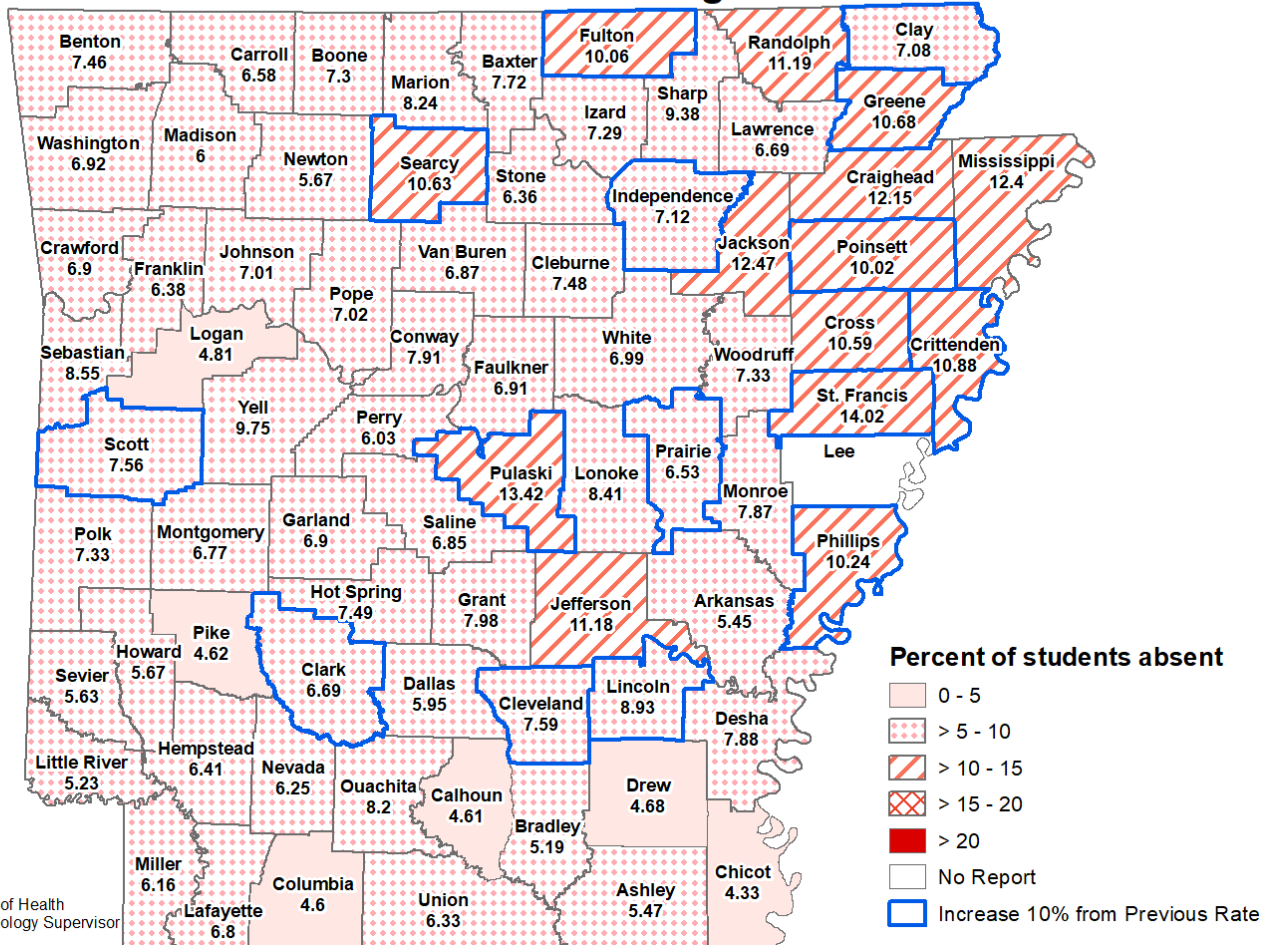 Benton
7.46
Carroll
6.58
Boone
7.3
Marion
8.24
Baxter
7.72
Fulton
10.06
Randolph
11.19
Clay
7.08
Izard
7.29
Sharp
9.38
Greene
10.68
Lawrence
6.69
Washington
6.92
Madison
6
Newton
5.67
Searcy
10.63
Stone
6.36
Independence
7.12
Craighead
12.15
Mississippi
12.4
Crawford
6.9
Franklin
6.38
Johnson
7.01
Pope
7.02
Van Buren
6.87
Cleburne
7.48
Jackson
12.47
Poinsett
10.02
Logan
4.81
Sebastian
8.55
Conway
7.91
Faulkner
6.91
White
6.99
Woodruff
7.33
Cross
10.59
Crittenden
10.88
St. Francis
14.02
Scott
7.56
Yell
9.75
Perry
6.03
Pulaski
13.42
Lonoke
8.41
Prairie
6.53
Monroe
7.87
Lee
Polk
7.33
Montgomery
6.77
Garland
6.9
Saline
6.85
Phillips
10.24
Hot Spring
7.49
Grant
7.98
Jefferson
11.18
Arkansas
5.45
Pike
4.62
Howard
5.67
Sevier
5.63
Clark
6.69
Dallas
5.95
Cleveland
7.59
Lincoln
8.93
Desha
7.88
Little River
5.23
Hempstead
6.41
Nevada
6.25
Ouachita
8.2
Calhoun
4.61
Bradley
5.19
Drew
4.68
Miller
6.16
Lafayette
6.8
Columbia
4.6
Union
6.33
Ashley
5.47
Chicot
4.33
Percent of students absent
0 - 5
> 5 - 10
> 10 - 15
> 15 - 20
> 20
No Report
Increase 10% from Previous Rate
of Health
ology Supervisor